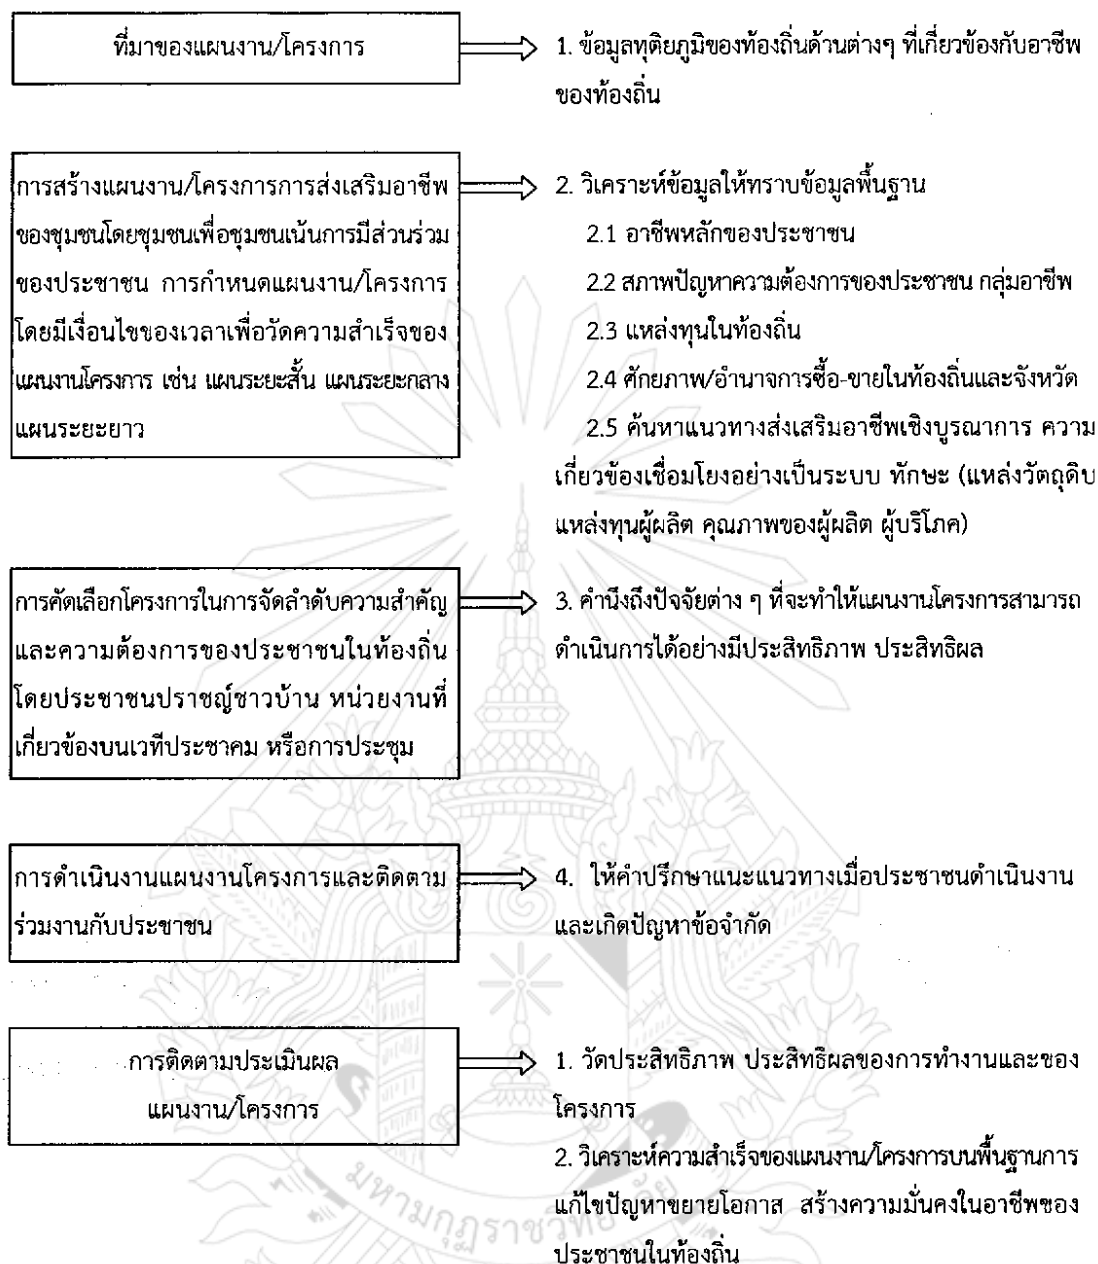 ที่มาของแผนงาน/โครงการ
1. ข้อมูลทุติยภูมิของท้องถิ่นด้านต่างๆ ที่เกี่ยวข้องกับอาชีพ
ของท้องถิ่น
การสร้างแผนงาน/โครงการการส่งเสริมอาชีพ
ของชุมชนโดยชุมชนเพื่อชุมชนเน้นการมีส่วนร่วม
ของประชาชน การกำหนดแผนงาน/โครงการ
โดยมีเงื่อนไขของเวลาเพื่อวัดความสำเร็จของ
แผนงานโครงการ เช่น แผนระยะสั้น แผนระยะกลาง
แผนระยะยาว
2. วิเคราะห์ข้อมูลให้ทราบข้อมูลพื้นฐาน
2.1 อาชีพหลักของประชาชน
2.2 สภาพปัญหาความต้องการของประชาชน กลุ่มอาชีพ
2.3 แหล่งทุนในท้องถิ่น
2.4 ศักยภาพ/อำนาจการซื้อ-ขายในท้องถิ่นและจังหวัด
2.5 ค้นหาแนวทางส่งเสริมอาชีพเชิงบูรณาการ ความ
เกี่ยวข้องเชื่อมโยงอย่างเป็นระบบ ทักษะ (แหล่งวัตถุดิบ
แหล่งทุนผู้ผลิต คุณภาพของผู้ผลิต ผู้บริโภค)
การคัดเลือกโครงการในการจัดลำดับความสำคัญ
และความต้องการของประชาชนในท้องถิ่น
โดยประชาชนปราชญ์ชาวบ้าน หน่วยงานที่
เกี่ยวข้องบนเวทีประชาคม หรือการประชุม
3. คำนึงถึงปัจจัยต่าง ๆ ที่จะทำให้แผนงานโครงการสามารถ
ดำเนินการได้อย่างมีประสิทธิภาพ ประสิทธิผล
การดำเนินงานแผนงานโครงการและติดตาม
ร่วมงานกับประชาชน
4. ให้คำปรึกษาแนะแนวทางเมื่อประชาชนดำเนินงาน
และเกิดปัญหาข้อจำกัด
การติดตามประเมินผล
แผนงาน/โครงการ
1. วัดประสิทธิภาพ ประสิทธิผลของการทำงานและของ
โครงการ
2. วิเคราะห์ความสำเร็จของแผนงาน/โครงการบนพื้นฐานการ
แก้ไขปัญหาขยายโอกาส สร้างความมั่นคงในอาชีพของ
ประชาชนในท้องถิ่น
มหามกุฏราชวิทยาลัย